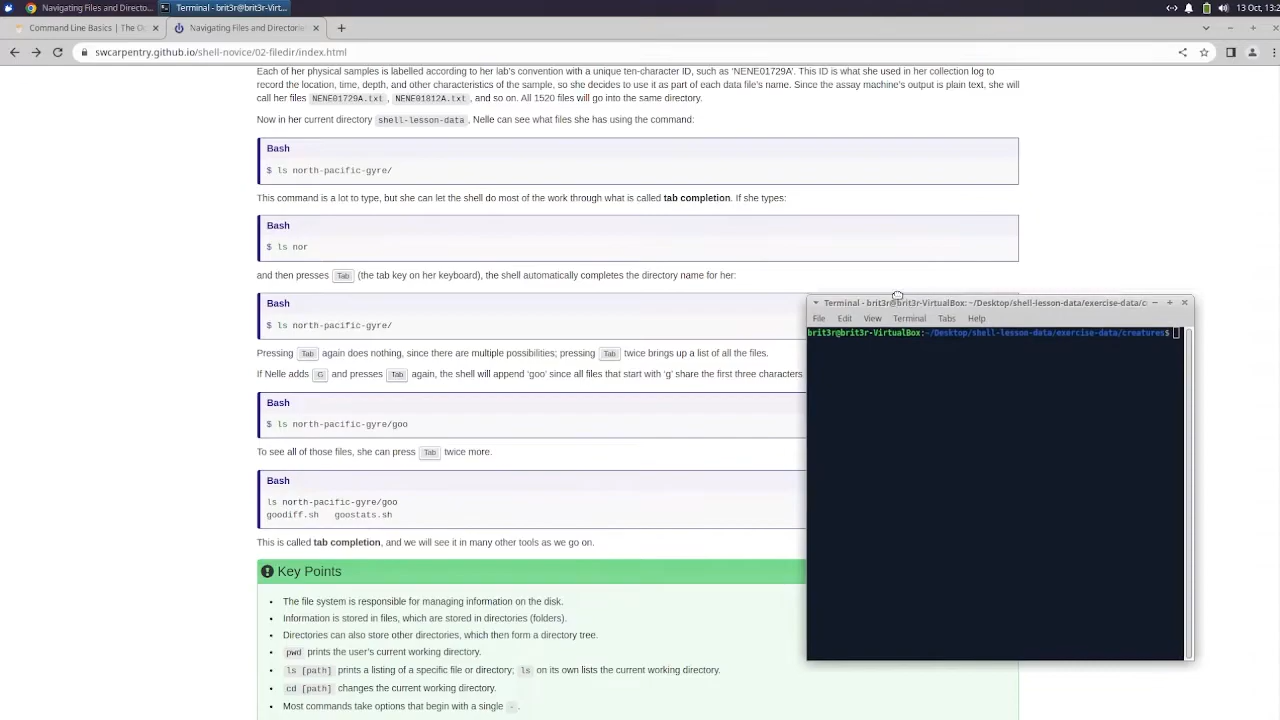 Navigating Files and Directo...
Terminal - brit3r@brit3r-Virt...
13 Oct, 13:2
Command Line Basics | The O
Navigating Files and Directorie
swcarpentry.github.io/shell-novice/02-filedir/index.html
Each of her physical samples is labelled according to her lab's convention with a unique ten-character ID, such as 'NENE01729A'. This ID is what she used in her collection log to
record the location, time, depth, and other characteristics of the sample, so she decides to use it as part of each data file's name. Since the assay machine's output is plain text, she will
call her files NENE01729A.txt, NENE01812A.txt, and so on. All 1520 files will go into the same directory.
Now in her current directory shell-lesson-data, Nelle can see what files she has using the command:
Bash
$ ls north-pacific-gyre/
This command is a lot to type, but she can let the shell do most of the work through what is called tab completion. If she types:
Bash
$ ls nor
and then presses Tab (the tab key on her keyboard), the shell automatically completes the directory name for her:
Bash
$ ls north-pacific-gyre/
Pressing Tab again does nothing, since there are multiple possibilities; pressing Tab twice brings up a list of all the files.
If Nelle adds G and presses Tab again, the shell will append 'goo' since all files that start with 'g' share the first three characters
Bash
$ ls north-pacific-gyre/goo
To see all of those files, she can press Tab twice more.
Bash
ls north-pacific-gyre/goo
goodiff.sh goostats.sh
This is called tab completion, and we will see it in many other tools as we go on.
Key Points
• The file system is responsible for managing information on the disk.
• Information is stored in files, which are stored in directories (folders).
• Directories can also store other directories, which then form a directory tree.
• pwd prints the user's current working directory.
• ls [path] prints a listing of a specific file or directory; ls on its own lists the current working directory.
• cd [path] changes the current working directory.
• Most commands take options that begin with a single -.
Terminal - brit3r@brit3r-VirtualBox: ~/Desktop/shell-lesson-data/exercise-data/c
File Edit View Terminal Tabs Help
brit3r@brit3r-VirtualBox:~/Desktop/shell-lesson-data/exercise-data/creatures$